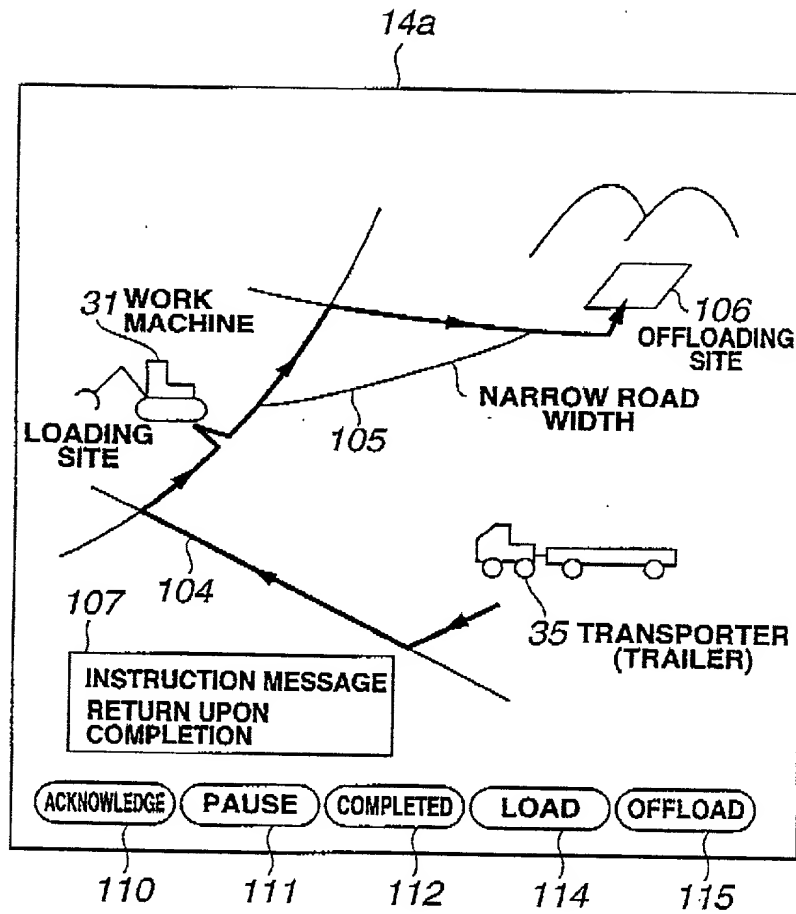 14a
31 WORK
MACHINE
106
OFFLOADING
SITE
NARROW ROAD
WIDTH
105
LOADING
SITE
104
107
35 TRANSPORTER
(TRAILER)
INSTRUCTION MESSAGE
RETURN UPON
COMPLETION
ACKNOWLEDGE PAUSE COMPLETED LOAD OFFLOAD
110 111 112 114 115